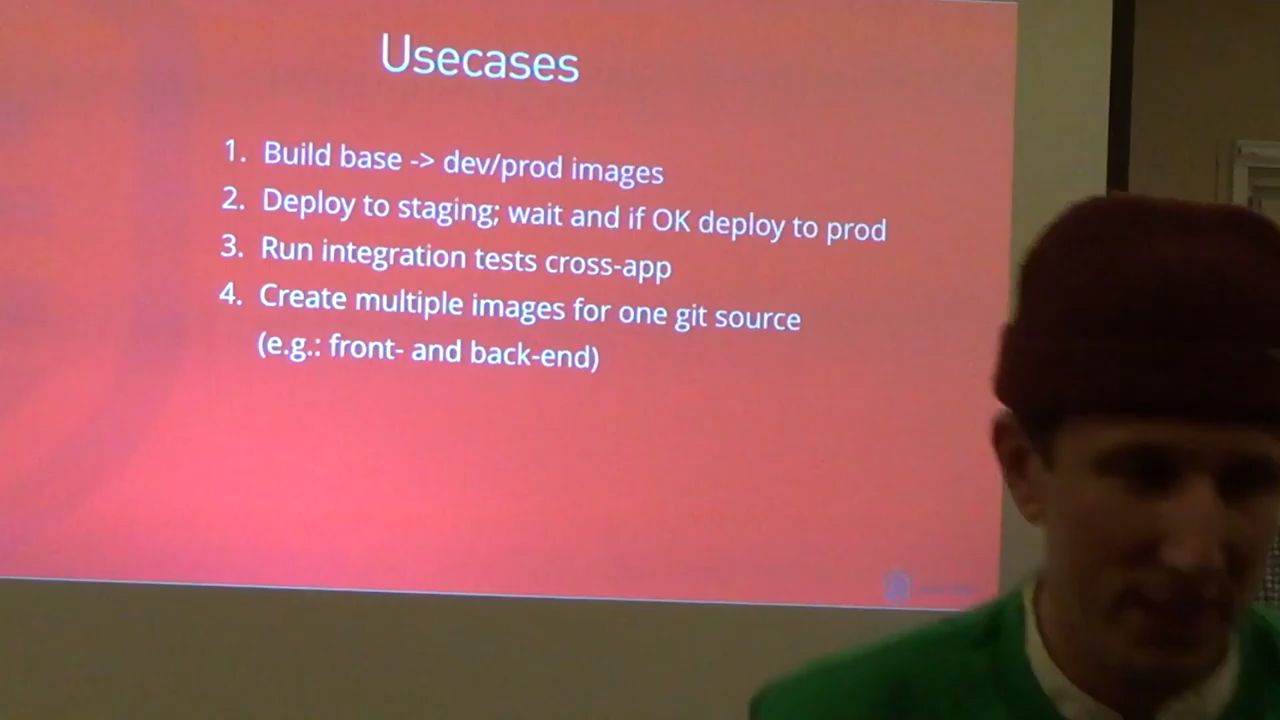 Usecases
1. Build base -> dev/prod images
2. Deploy to staging; wait and if OK deploy to prod
3. Run integration tests cross-app
4. Create multiple images for one git source
(e.g.: front- and back-end)